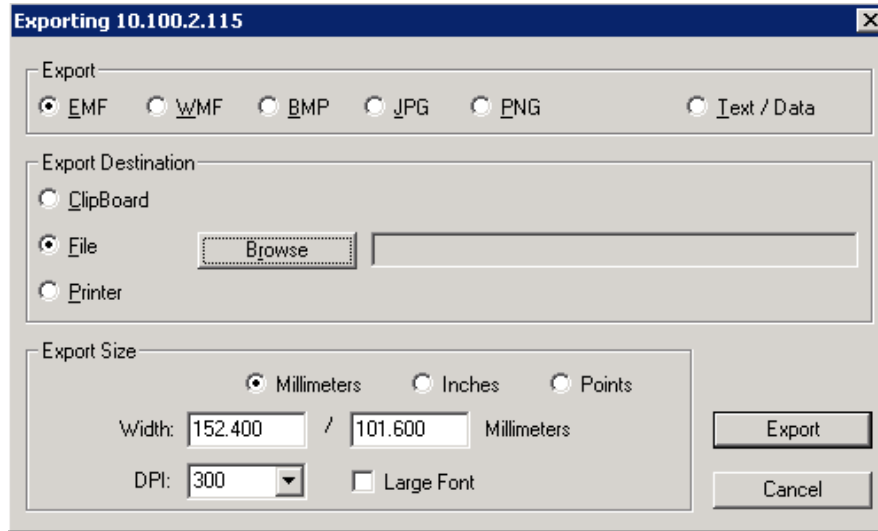 Exporting 10.100.2.115
Export
EMF WMF BMP JPG PNG Text / Data
Export Destination
ClipBoard
File Browse
Printer
Export Size
Millimeters Inches Points
Width: 152.400 / 101.600 Millimeters
Export
DPI: 300 Large Font
Cancel